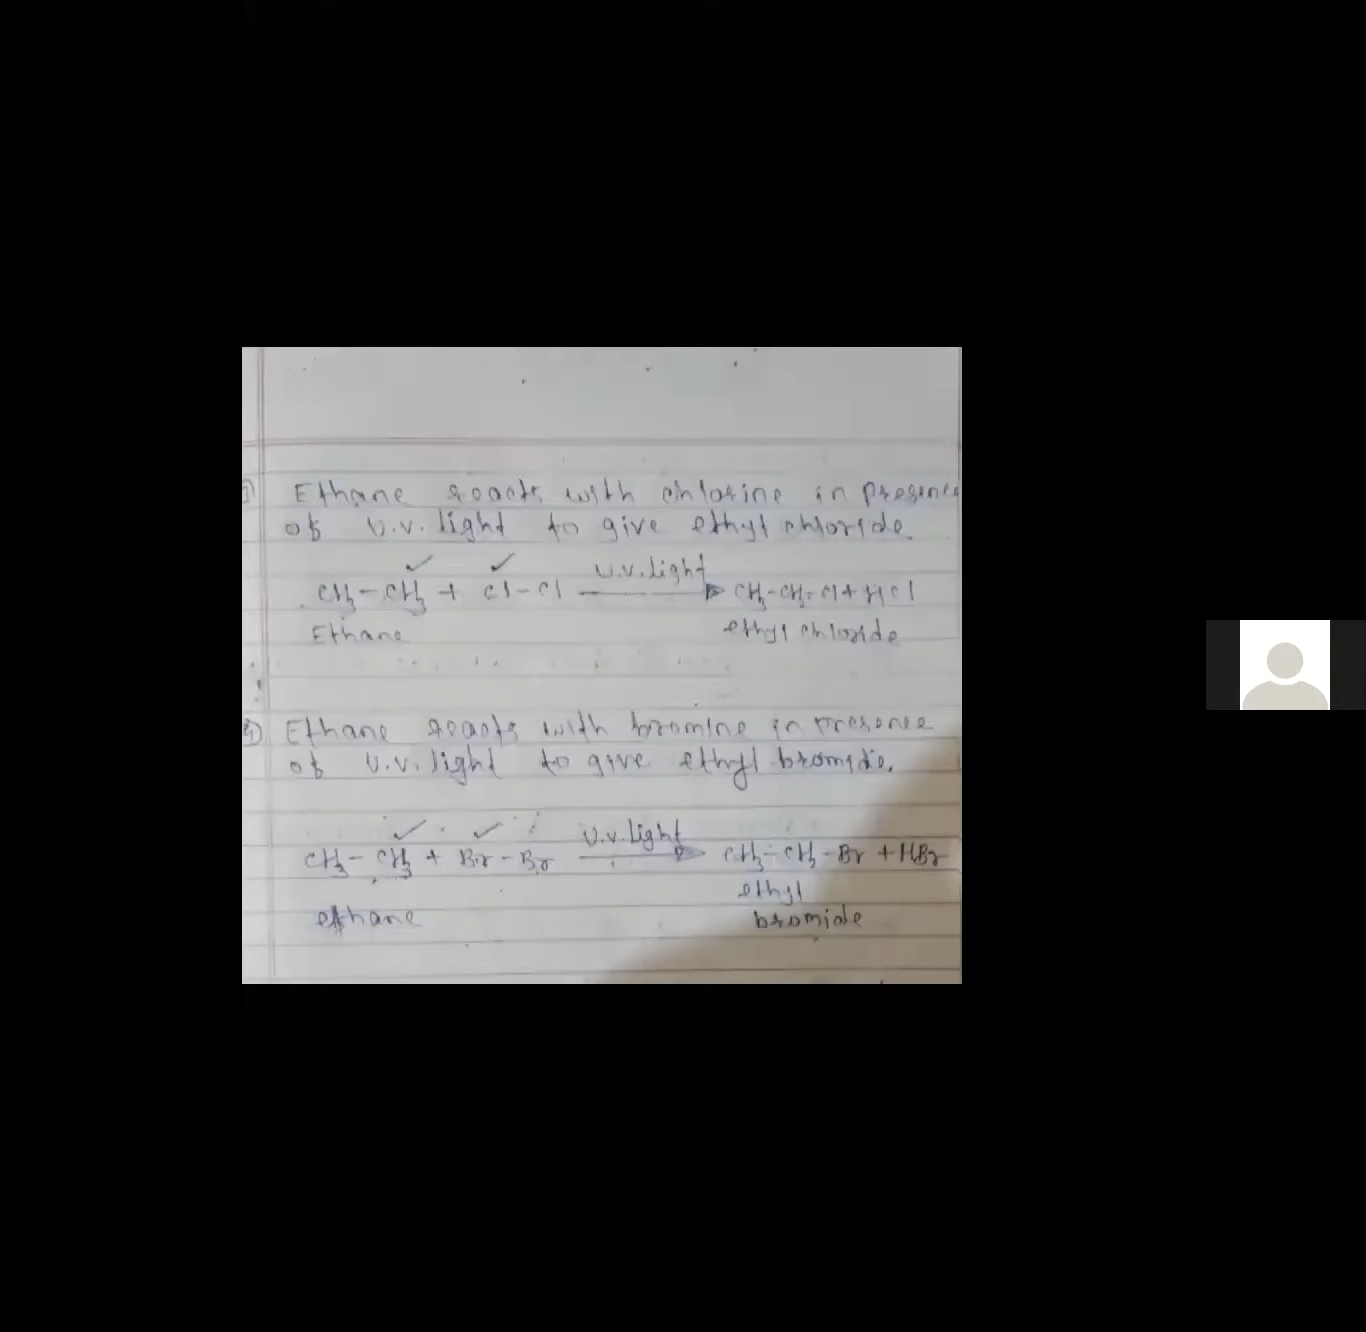 Ethane reacts with chlorine in presence
of U.V. light to give ethyl chloride.
CH3-CH3 + Cl-Cl u.v.light CH3-CH2-Cl + HCl
Ethane ethyl chloride
Ethane reacts with bromine in presence
of U.V. light to give ethyl bromide.
CH3-CH3 + Br-Br U.V.light CH3-CH2-Br + HBr
ethyl
ethane bromide